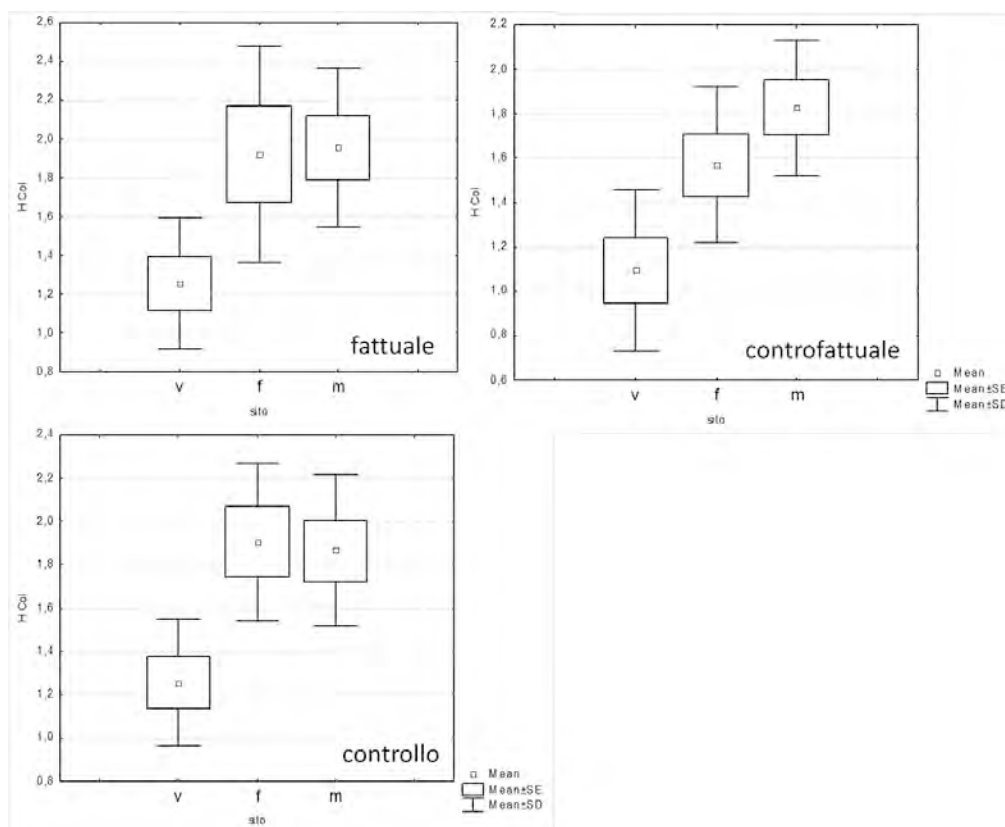 2,6
2,4
2,2
2,0
1,8
1,6
1,4
1,2
1,0
0,8
H Col
v f m
sito
fattuale
2,2
2,0
1,8
1,6
1,4
1,2
1,0
0,8
0,6
H Col
v f m
sito
controfattuale
Mean
Mean±SE
Mean±SD
2,4
2,2
2,0
1,8
1,6
1,4
1,2
1,0
0,8
H Col
v f m
sito
controllo
Mean
Mean±SE
Mean±SD